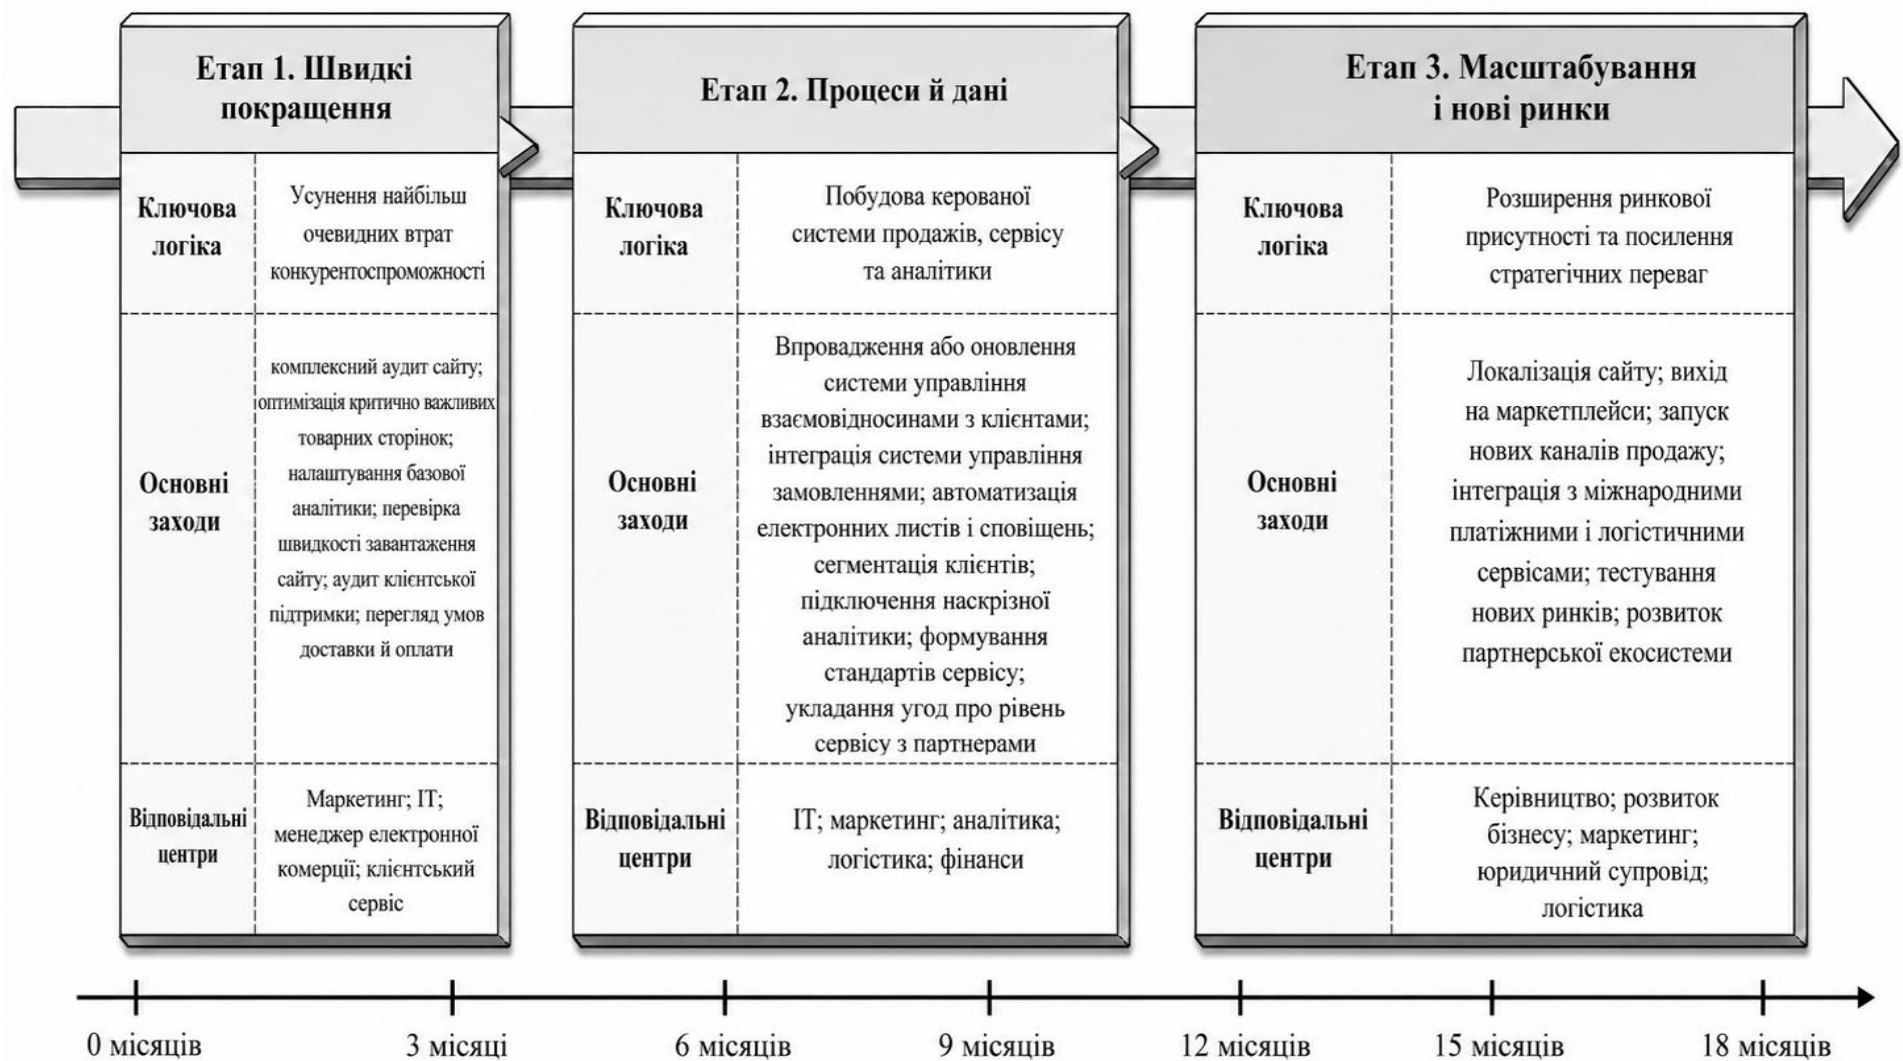 Етап 1. Швидкі
покращення
Ключова
логіка
Усунення найбільш
очевидних втрат
конкурентоспроможності
Основні
заходи
комплексний аудит сайту;
оптимізація критично важливих
товарних сторінок;
налаштування базової
аналітики; перевірка
швидкості завантаження
сайту; аудит клієнтської
підтримки; перегляд умов
доставки й оплати
Відповідальні
центри
Маркетинг; IT;
менеджер електронної
комерції; клієнтський
сервіс
Етап 2. Процеси й дані
Ключова
логіка
Побудова керованої
системи продажів, сервісу
та аналітики
Основні
заходи
Впровадження або оновлення
системи управління
взаємовідносинами з клієнтами;
інтеграція системи управління
замовленнями; автоматизація
електронних листів і сповіщень;
сегментація клієнтів;
підключення наскрізної
аналітики; формування
стандартів сервісу;
укладання угод про рівень
сервісу з партнерами
Відповідальні
центри
IT; маркетинг; аналітика;
логістика; фінанси
Етап 3. Масштабування
і нові ринки
Ключова
логіка
Розширення ринкової
присутності та посилення
стратегічних переваг
Основні
заходи
Локалізація сайту; вихід
на маркетплейси; запуск
нових каналів продажу;
інтеграція з міжнародними
платіжними і логістичними
сервісами; тестування
нових ринків; розвиток
партнерської екосистеми
Відповідальні
центри
Керівництво; розвиток
бізнесу; маркетинг;
юридичний супровід;
логістика
0 місяців
3 місяці
6 місяців
9 місяців
12 місяців
15 місяців
18 місяців